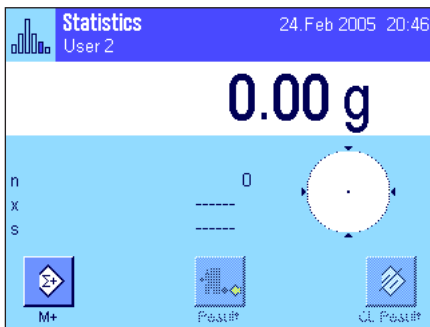 Statistics 24.Feb 2005 20:46
User 2
0.00 g
n 0
x ------
s ------
Σ+
M+ Result CL Result